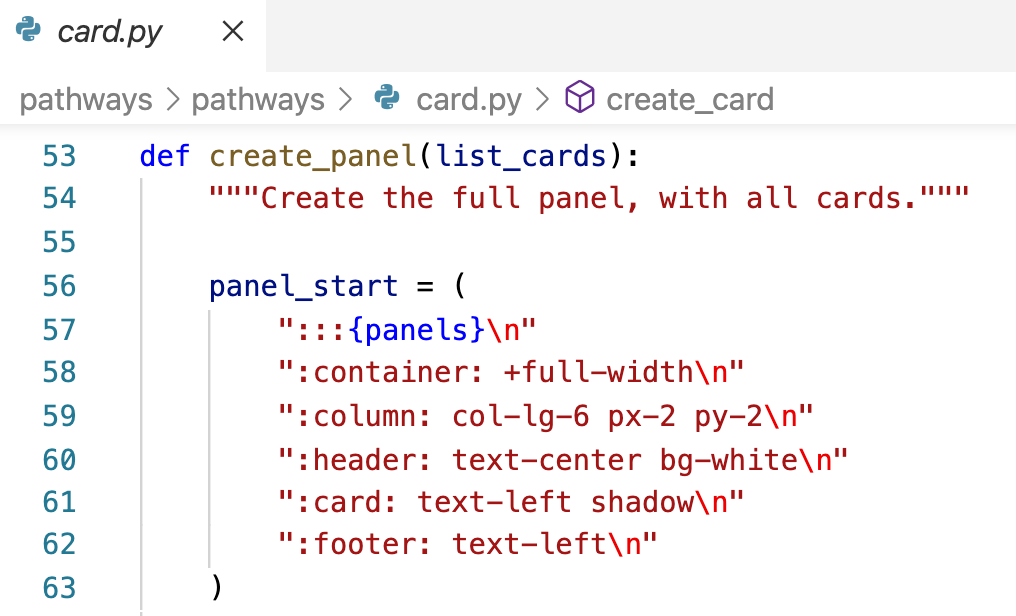 card.py
pathways > pathways > card.py > create_card
53 def create_panel(list_cards):
54 """Create the full panel, with all cards."""
55
56 panel_start = (
57 ":::{panels}\n"
58 ":container: +full-width\n"
59 ":column: col-lg-6 px-2 py-2\n"
60 ":header: text-center bg-white\n"
61 ":card: text-left shadow\n"
62 ":footer: text-left\n"
63 )